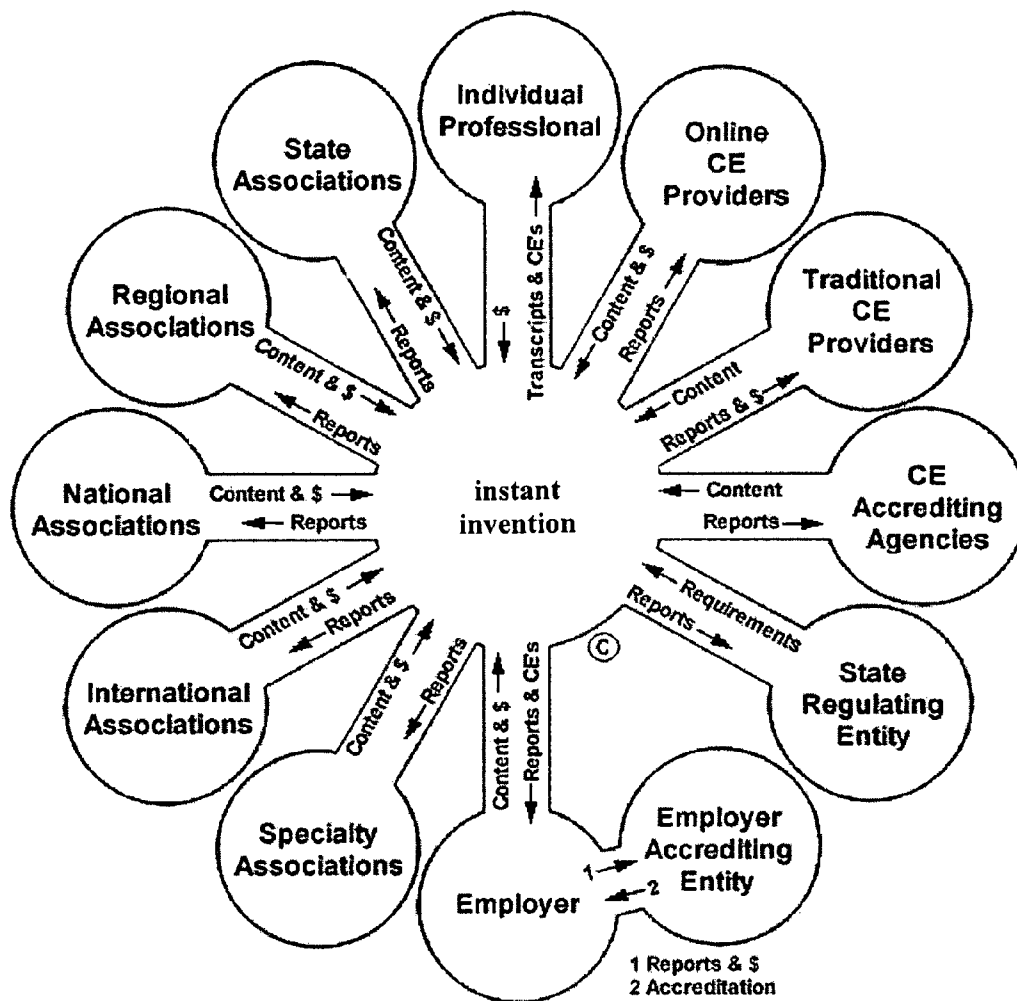 Individual
Professional
$
Transcripts & CE's
Online
CE
Providers
Content & $
Reports
Traditional
CE
Providers
Content
Reports & $
CE
Accrediting
Agencies
Content
Reports
State
Regulating
Entity
Requirements
Reports
Employer
Accrediting
Entity
1
2
Employer
Content & $
Reports & CE's
Specialty
Associations
Content & $
Reports
International
Associations
Content & $
Reports
National
Associations
Content & $
Reports
Regional
Associations
Content & $
Reports
State
Associations
Content & $
Reports
instant
invention
C
1 Reports & $
2 Accreditation